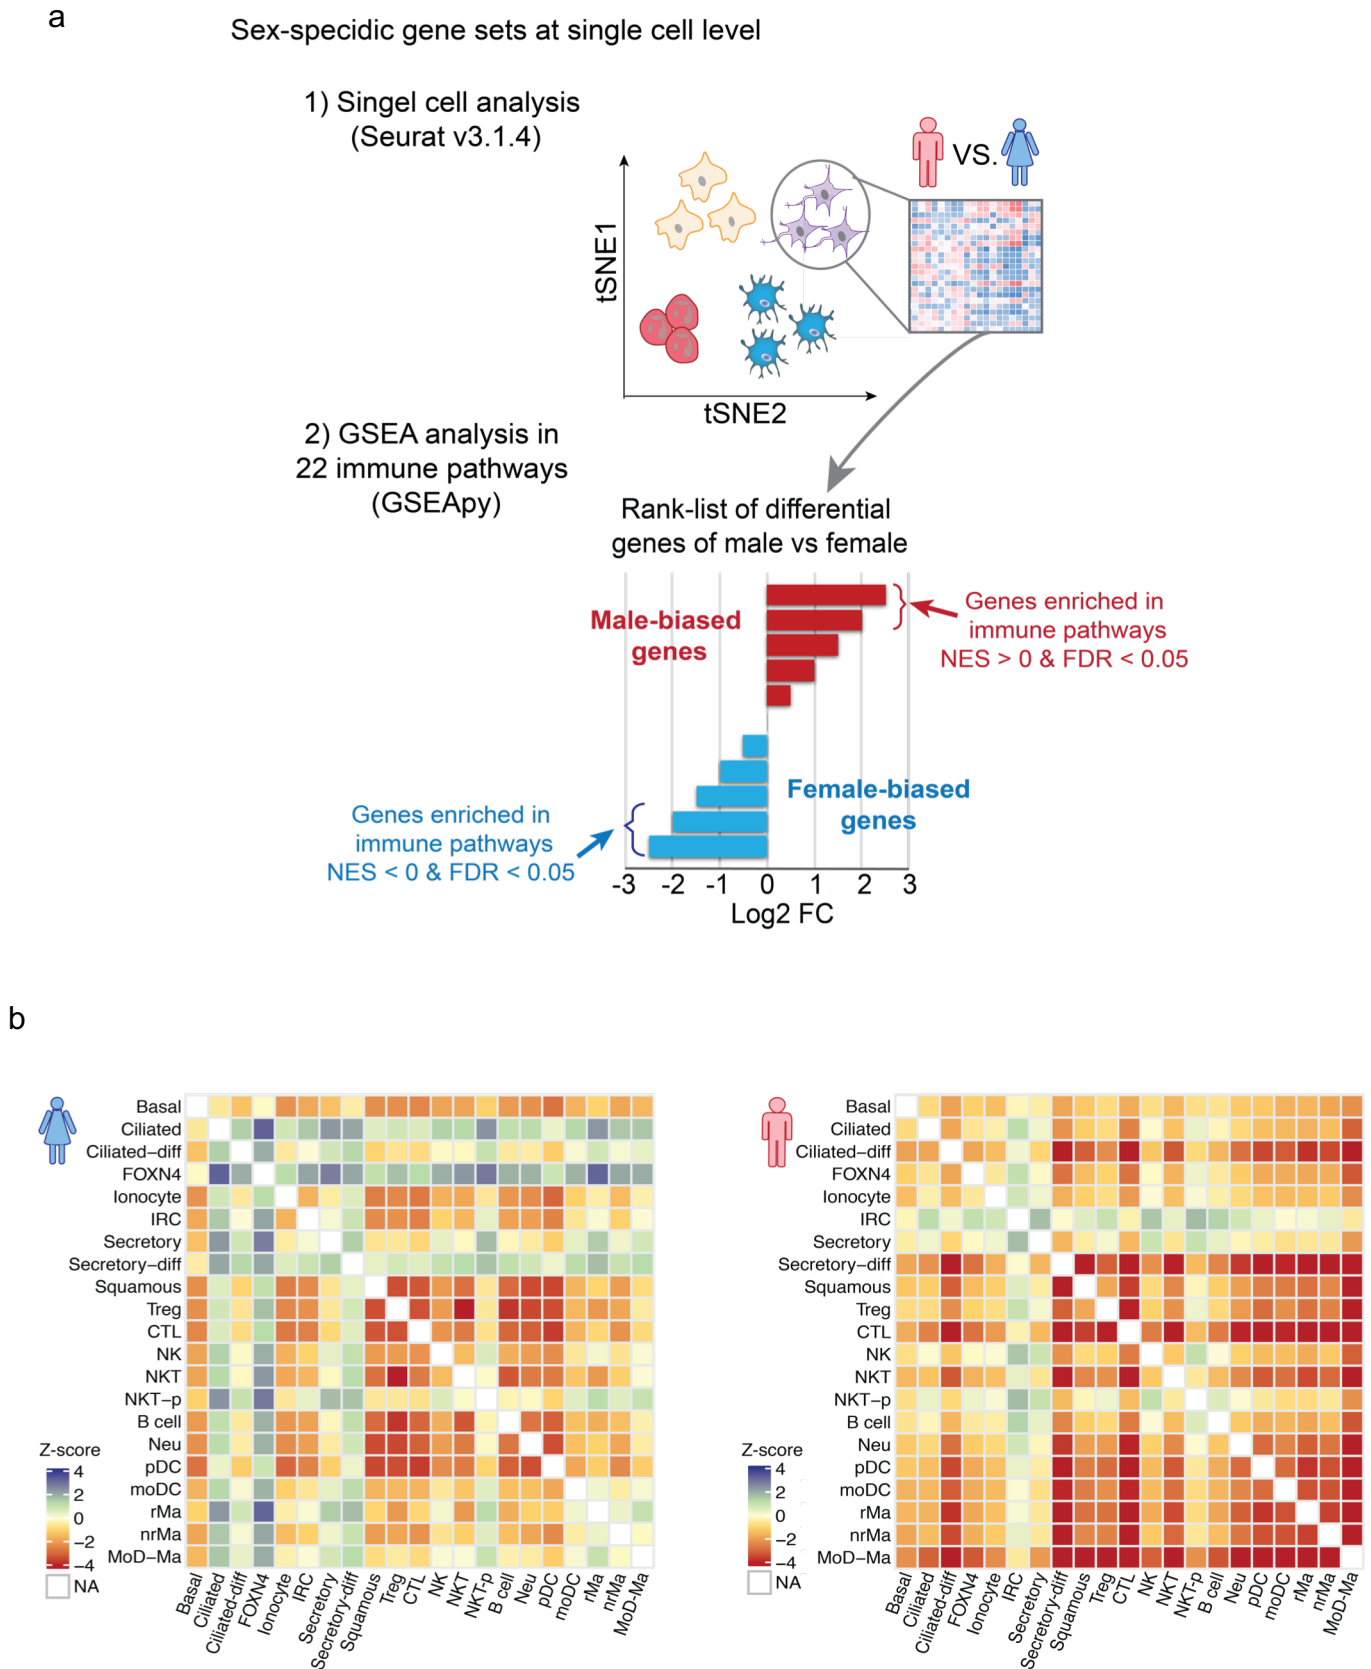 a
Sex-specidic gene sets at single cell level
1) Singel cell analysis
(Seurat v3.1.4)
VS.
tSNE1
tSNE2
2) GSEA analysis in
22 immune pathways
(GSEApy)
Rank-list of differential
genes of male vs female
Male-biased
genes
Genes enriched in
immune pathways
NES > 0 & FDR < 0.05
Female-biased
genes
Genes enriched in
immune pathways
NES < 0 & FDR < 0.05
-3 -2 -1 0 1 2 3
Log2 FC
b
Basal
Ciliated
Ciliated–diff
FOXN4
Ionocyte
IRC
Secretory
Secretory–diff
Squamous
Treg
CTL
NK
NKT
NKT–p
B cell
Neu
pDC
moDC
rMa
nrMa
MoD–Ma
Z-score
4
2
0
−2
−4
NA
Basal
Ciliated
Ciliated-diff
FOXN4
Ionocyte
IRC
Secretory
Secretory-diff
Squamous
Treg
CTL
NK
NKT
NKT-p
B cell
Neu
pDC
moDC
rMa
nrMa
MoD-Ma
Basal
Ciliated
Ciliated–diff
FOXN4
Ionocyte
IRC
Secretory
Secretory–diff
Squamous
Treg
CTL
NK
NKT
NKT–p
B cell
Neu
pDC
moDC
rMa
nrMa
MoD–Ma
Z-score
4
2
0
−2
−4
NA
Basal
Ciliated
Ciliated-diff
FOXN4
Ionocyte
IRC
Secretory
Secretory-diff
Squamous
Treg
CTL
NK
NKT
NKT-p
B cell
Neu
pDC
moDC
rMa
nrMa
MoD-Ma